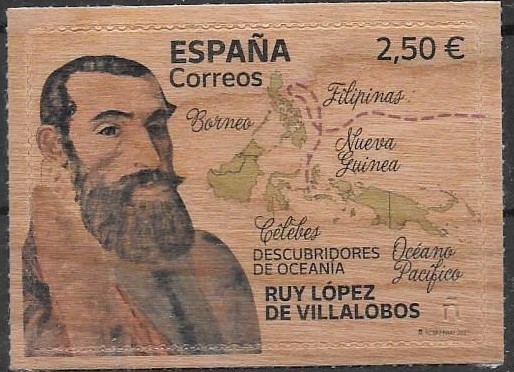 ESPAÑA
Correos
2,50 €
Filipinas
Borneo
Nueva
Guinea
Célebes
DESCUBRIDORES
DE OCEANÍA
Océano
Pacífico
RUY LÓPEZ
DE VILLALOBOS
ñ